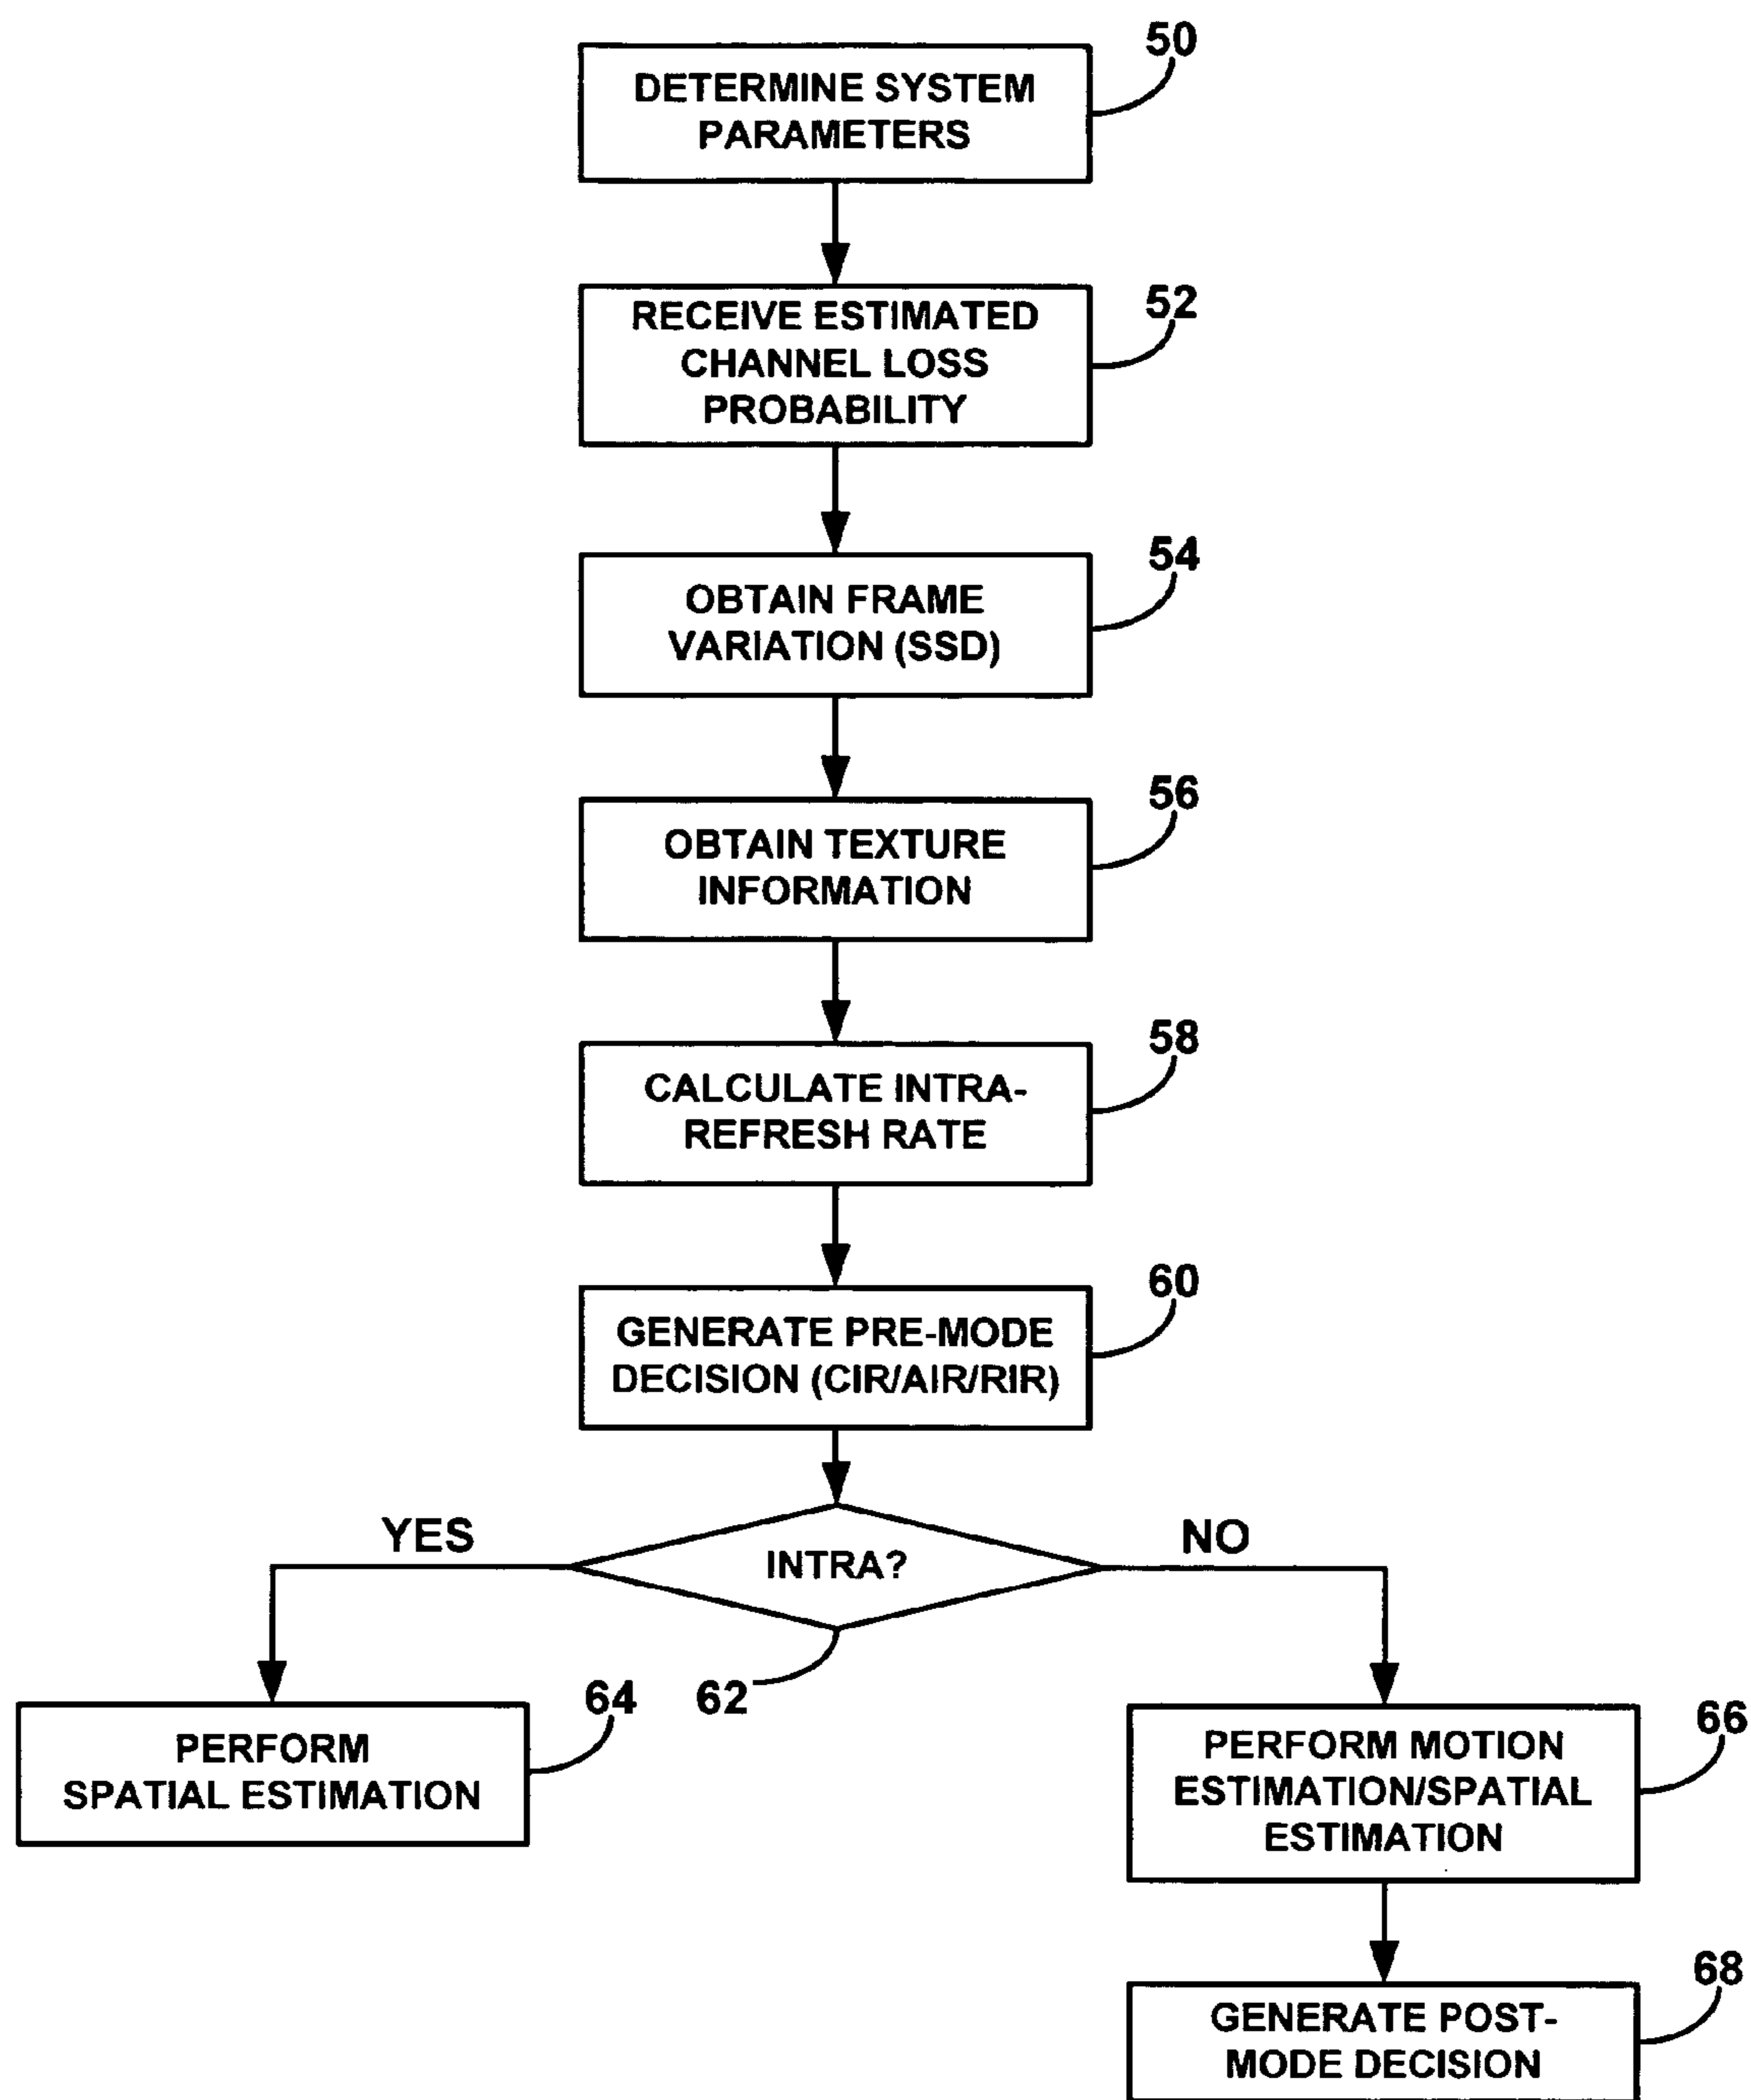 50
DETERMINE SYSTEM
PARAMETERS
52
RECEIVE ESTIMATED
CHANNEL LOSS
PROBABILITY
54
OBTAIN FRAME
VARIATION (SSD)
56
OBTAIN TEXTURE
INFORMATION
58
CALCULATE INTRA-
REFRESH RATE
60
GENERATE PRE-MODE
DECISION (CIR/AIR/RIR)
YES
INTRA?
NO
62
64
PERFORM
SPATIAL ESTIMATION
66
PERFORM MOTION
ESTIMATION/SPATIAL
ESTIMATION
68
GENERATE POST-
MODE DECISION